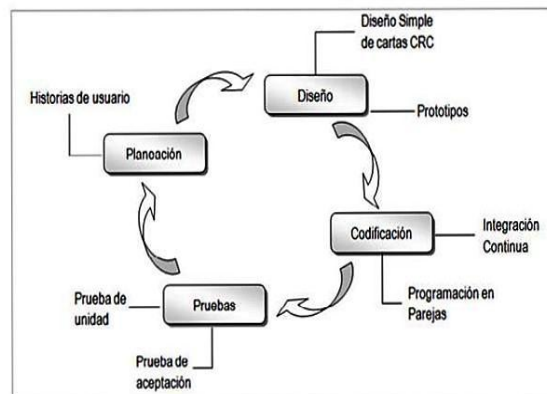 Diseño Simple
de cartas CRC
Diseño
Prototipos
Historias de usuario
Planeación
Codificación
Integración
Continua
Programación en
Parejas
Pruebas
Prueba de
unidad
Prueba de
aceptación